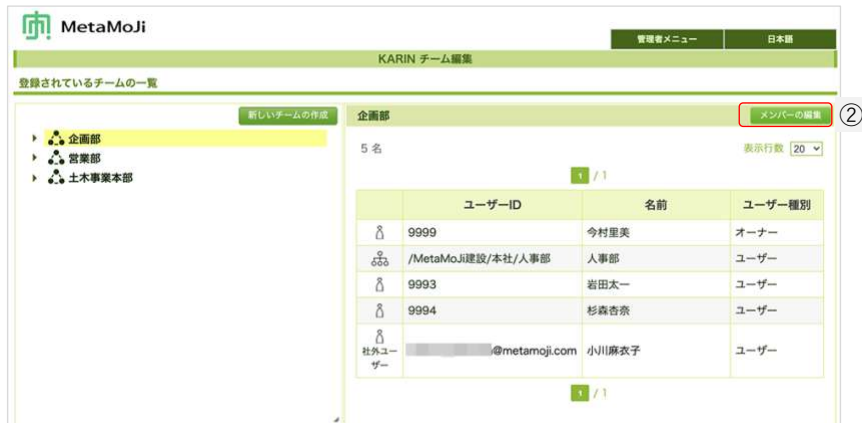 MetaMoJi
管理者メニュー 日本語
KARIN チーム編集
登録されているチームの一覧
新しいチームの作成
企画部
営業部
土木事業本部
企画部 メンバーの編集 ②
5 名 表示行数 20
1 / 1
ユーザーID 名前 ユーザー種別
9999 今村里美 オーナー
/MetaMoJi建設/本社/人事部 人事部 ユーザー
9993 岩田太一 ユーザー
9994 杉森杏奈 ユーザー
社外ユーザー @metamoji.com 小川麻衣子 ユーザー
1 / 1